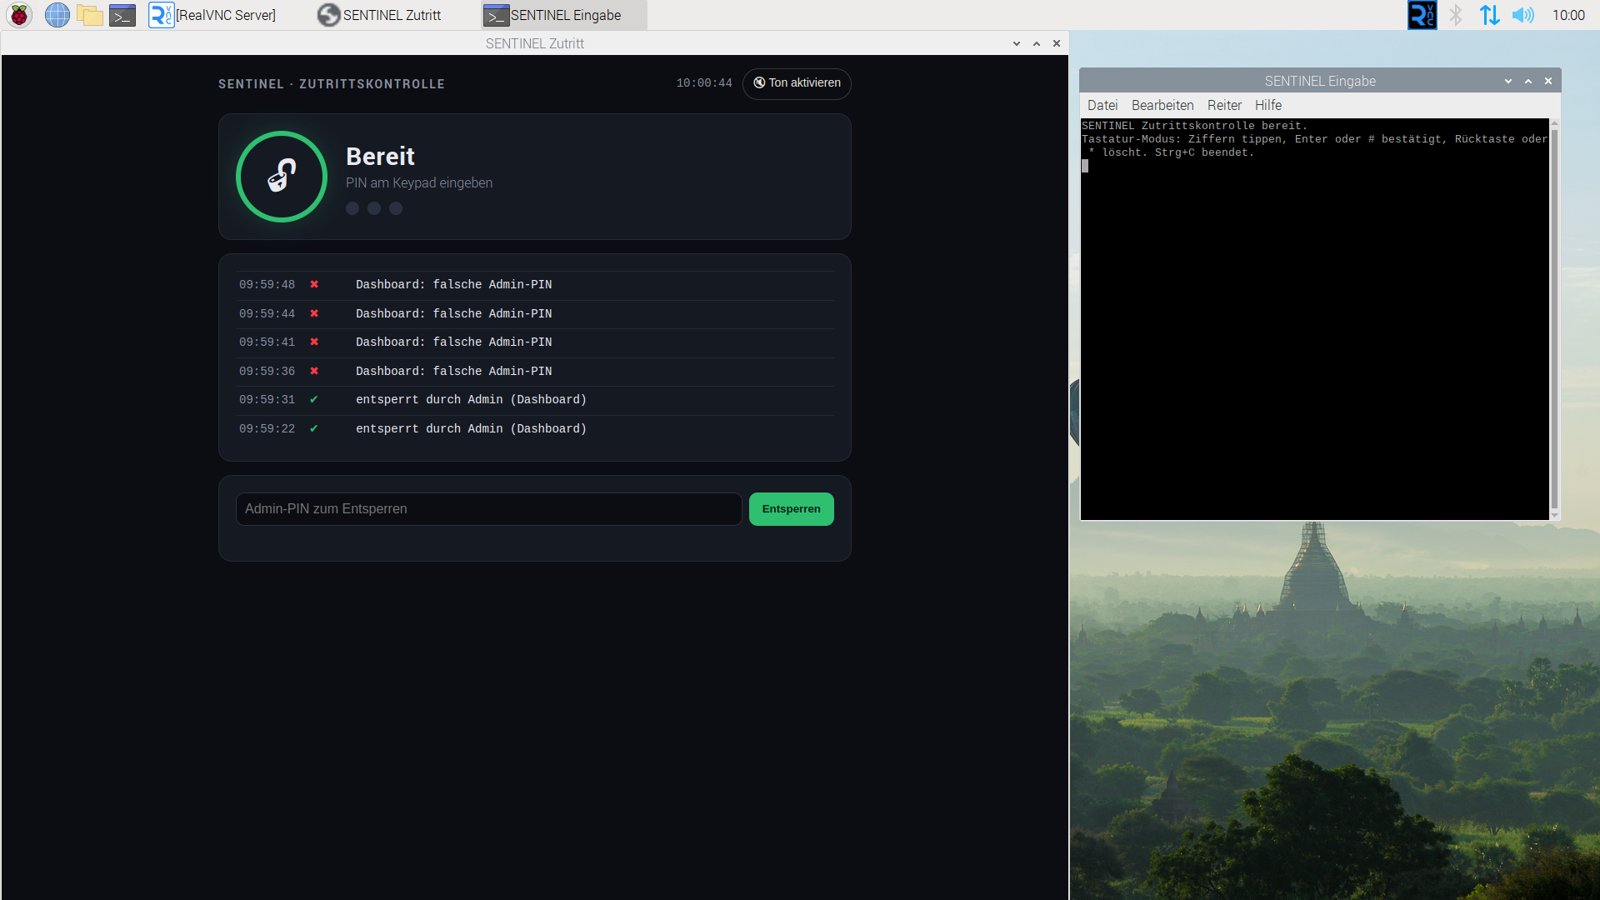 [RealVNC Server]
SENTINEL Zutritt
SENTINEL Eingabe
10:00
SENTINEL Zutritt
SENTINEL · ZUTRITTSKONTROLLE
10:00:44
Ton aktivieren
Bereit
PIN am Keypad eingeben
09:59:48 ✖ Dashboard: falsche Admin-PIN
09:59:44 ✖ Dashboard: falsche Admin-PIN
09:59:41 ✖ Dashboard: falsche Admin-PIN
09:59:36 ✖ Dashboard: falsche Admin-PIN
09:59:31 ✔ entsperrt durch Admin (Dashboard)
09:59:22 ✔ entsperrt durch Admin (Dashboard)
Admin-PIN zum Entsperren
Entsperren
SENTINEL Eingabe
Datei Bearbeiten Reiter Hilfe
SENTINEL Zutrittskontrolle bereit.
Tastatur-Modus: Ziffern tippen, Enter oder # bestätigt, Rücktaste oder
* löscht. Strg+C beendet.